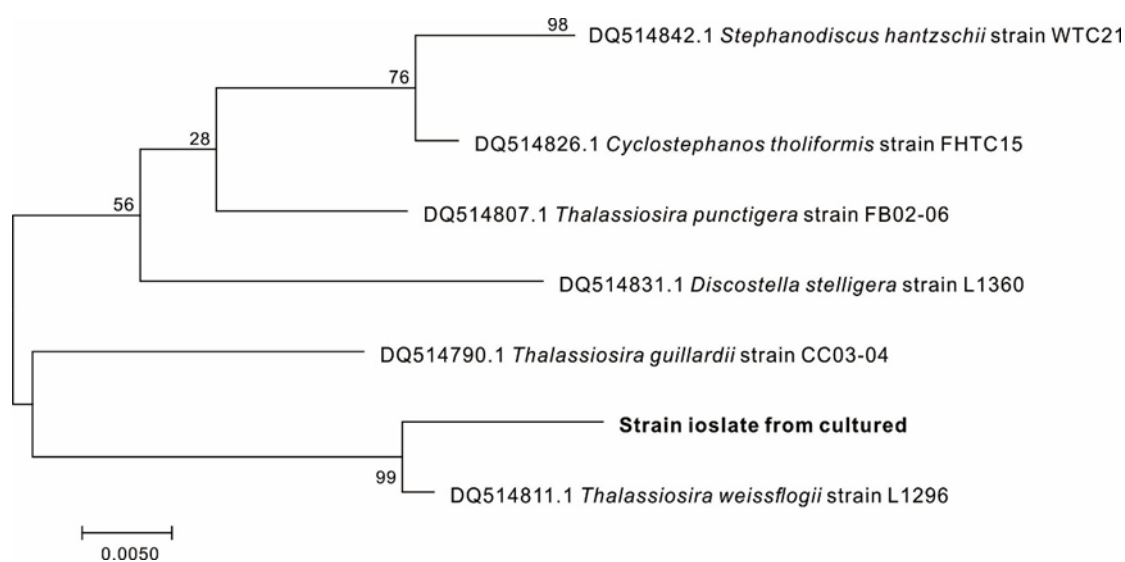 98
DQ514842.1 Stephanodiscus hantzschii strain WTC21
76
DQ514826.1 Cyclostephanos tholiformis strain FHTC15
28
DQ514807.1 Thalassiosira punctigera strain FB02-06
56
DQ514831.1 Discostella stelligera strain L1360
DQ514790.1 Thalassiosira guillardii strain CC03-04
Strain ioslate from cultured
99
DQ514811.1 Thalassiosira weissflogii strain L1296
0.0050